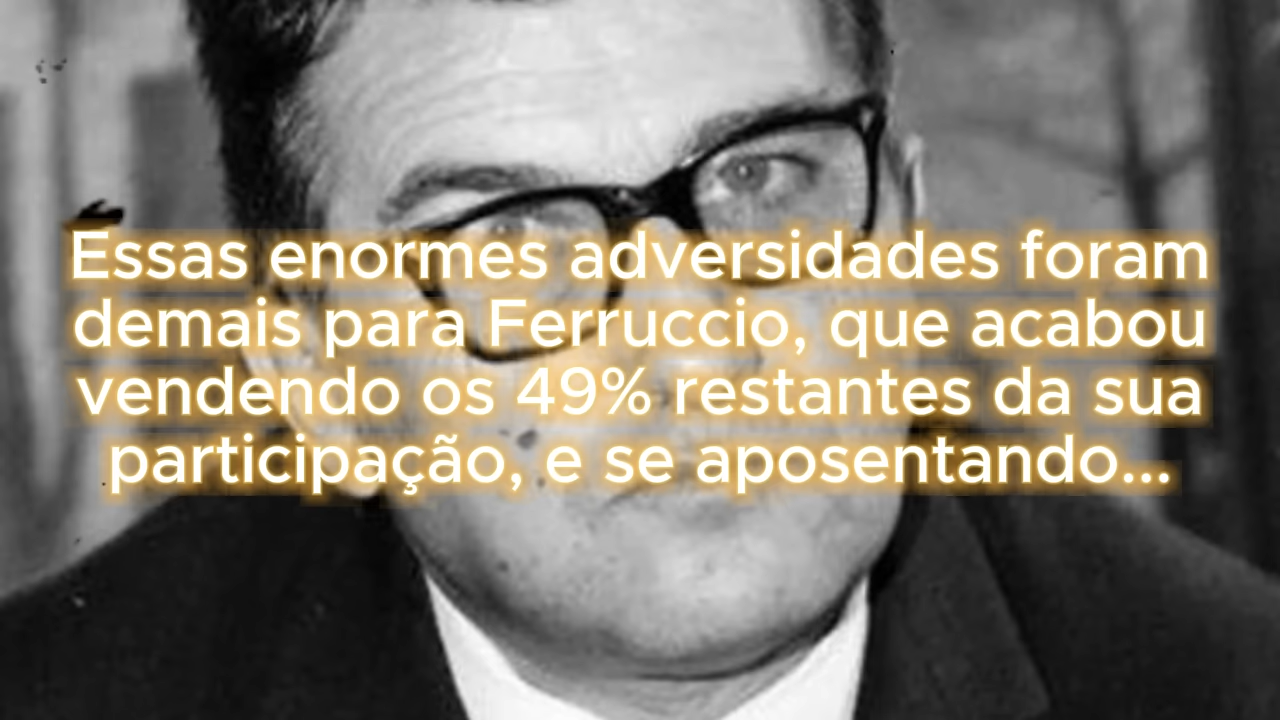 Essas enormes adversidades foram
demais para Ferruccio, que acabou
vendendo os 49% restantes da sua
participação, e se aposentando...